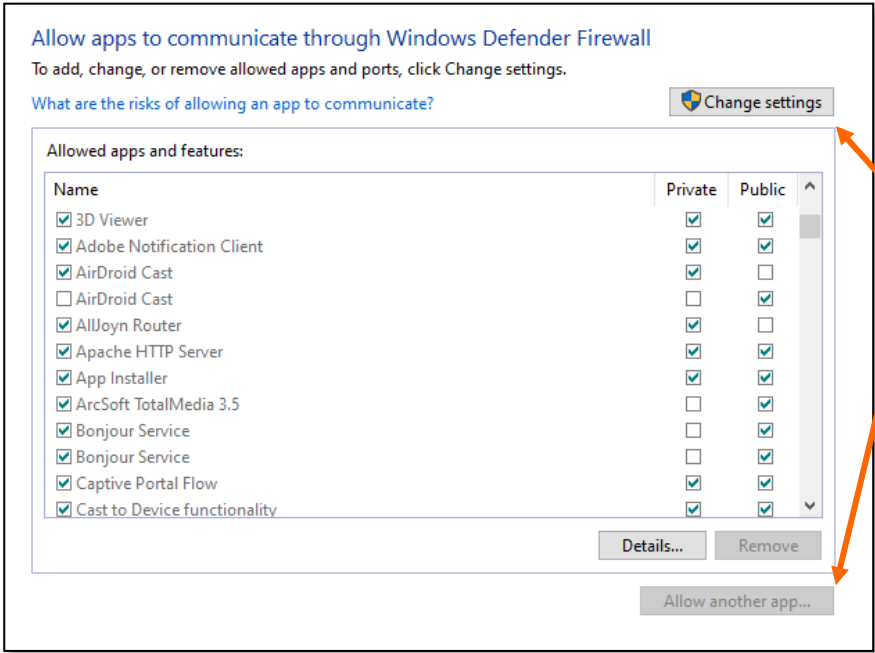 Allow apps to communicate through Windows Defender Firewall
To add, change, or remove allowed apps and ports, click Change settings.
What are the risks of allowing an app to communicate?
Change settings
Allowed apps and features:
Name Private Public
3D Viewer
Adobe Notification Client
AirDroid Cast
AirDroid Cast
AllJoyn Router
Apache HTTP Server
App Installer
ArcSoft TotalMedia 3.5
Bonjour Service
Bonjour Service
Captive Portal Flow
Cast to Device functionality
Details... Remove
Allow another app...